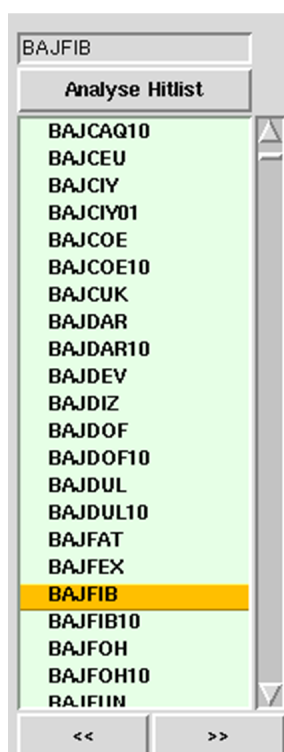 BAJFIB
Analyse Hitlist
BAJCAQ10
BAJCEU
BAJCIY
BAJCIY01
BAJCOE
BAJCOE10
BAJCUK
BAJDAR
BAJDAR10
BAJDEV
BAJDIZ
BAJDOF
BAJDOF10
BAJDUL
BAJDUL10
BAJFAT
BAJFEX
BAJFIB
BAJFIB10
BAJFOH
BAJFOH10
BAJFUN
<< >>